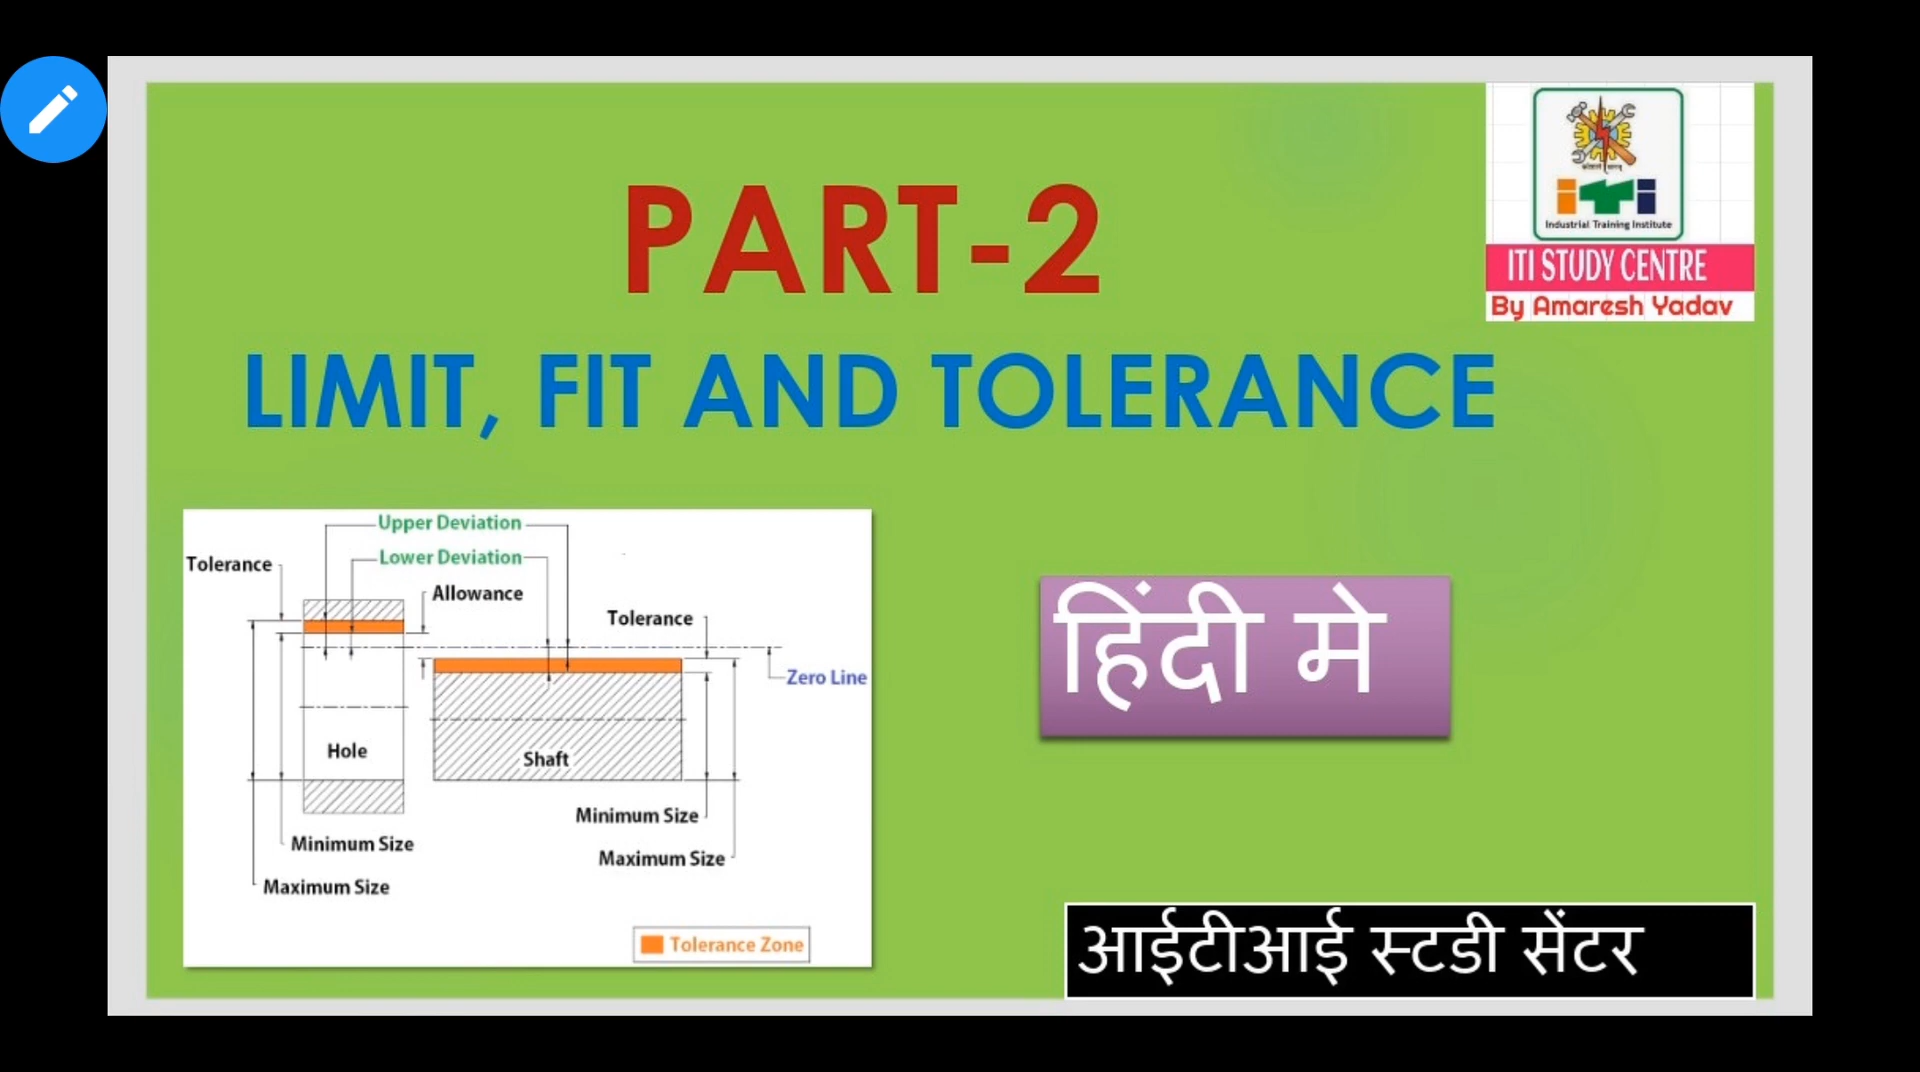 PART-2
LIMIT, FIT AND TOLERANCE
iTi
Industrial Training Institute
ITI STUDY CENTRE
By Amaresh Yadav
Upper Deviation
Lower Deviation
Tolerance
Allowance
Tolerance
Zero Line
Hole
Shaft
Minimum Size
Maximum Size
Minimum Size
Maximum Size
Tolerance Zone
हिंदी मे
आईटीआई स्टडी सेंटर